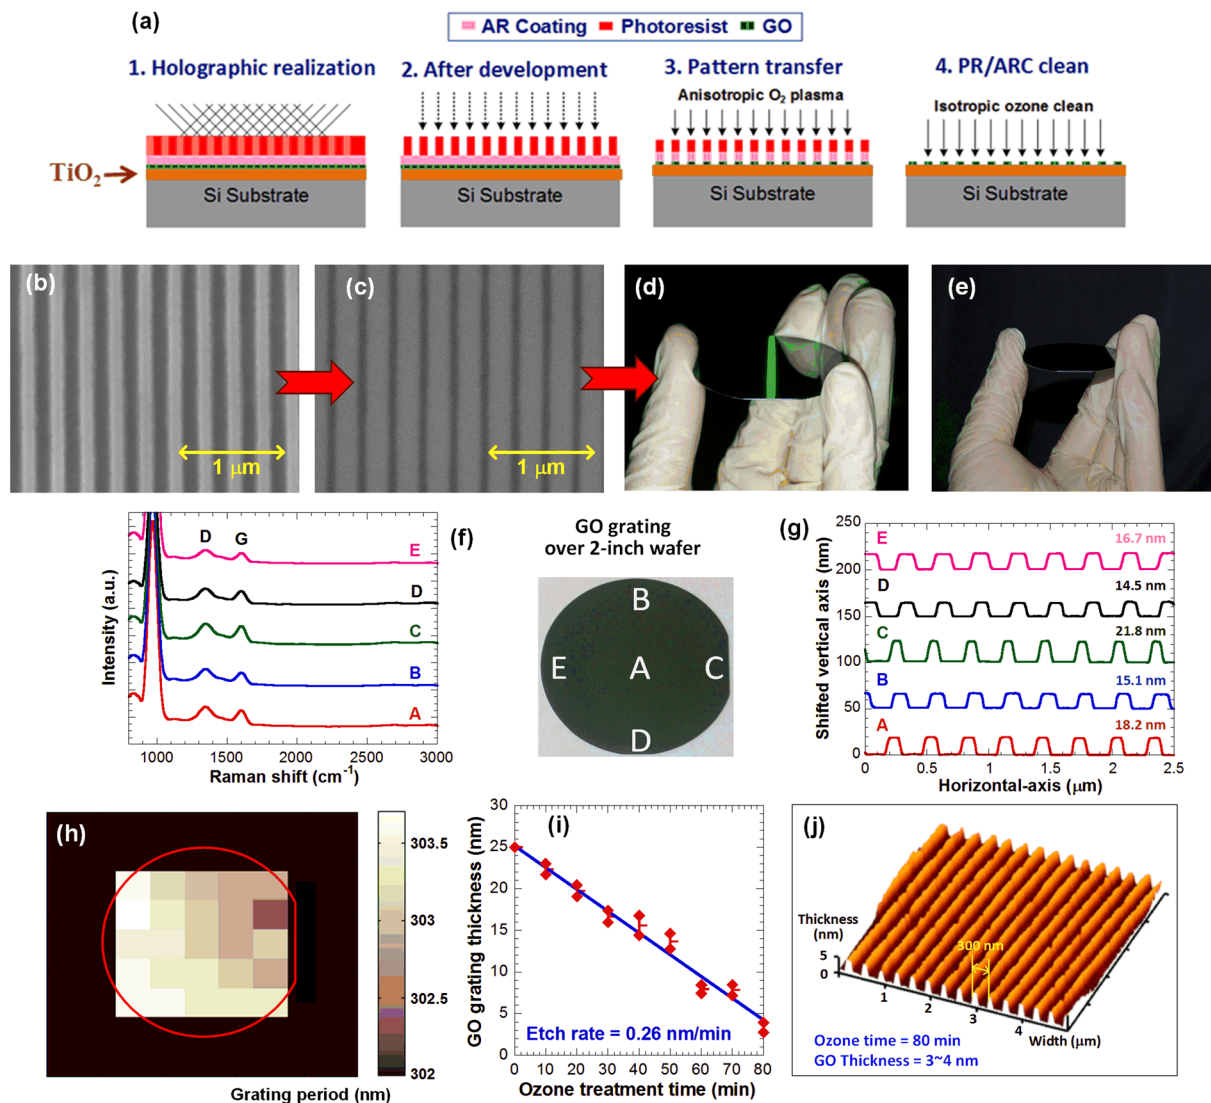 (a)
AR Coating Photoresist GO
1. Holographic realization
2. After development
3. Pattern transfer
4. PR/ARC clean
Anisotropic O₂ plasma
Isotropic ozone clean
TiO₂
Si Substrate
Si Substrate
Si Substrate
Si Substrate
(b)
1 μm
(c)
1 μm
(d)
(e)
D G
E
D
C
B
A
Intensity (a.u.)
1000 1500 2000 2500 3000
Raman shift (cm⁻¹)
(f)
GO grating
over 2-inch wafer
B
E A C
D
(g)
Shifted vertical axis (nm)
250
200
150
100
50
0
E 16.7 nm
D 14.5 nm
C 21.8 nm
B 15.1 nm
A 18.2 nm
0 0.5 1 1.5 2 2.5
Horizontal-axis (μm)
(h)
303.5
303
302.5
302
Grating period (nm)
(i)
GO grating thickness (nm)
30
25
20
15
10
5
0
Etch rate = 0.26 nm/min
0 10 20 30 40 50 60 70 80
Ozone treatment time (min)
(j)
Thickness
(nm)
5
0
300 nm
1 2 3 4
Width (μm)
Ozone time = 80 min
GO Thickness = 3~4 nm